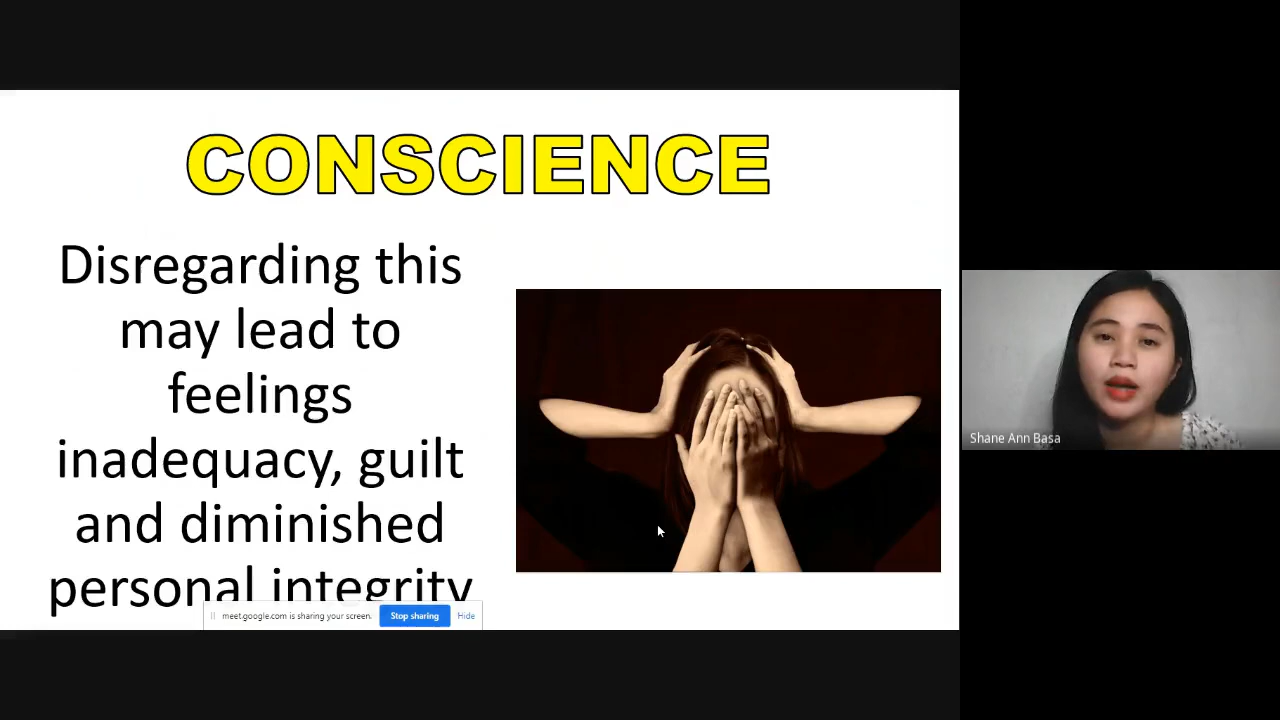 CONSCIENCE
Disregarding this
may lead to
feelings
inadequacy, guilt
and diminished
personal integrity
meet.google.com is sharing your screen.
Stop sharing
Hide
Shane Ann Basa